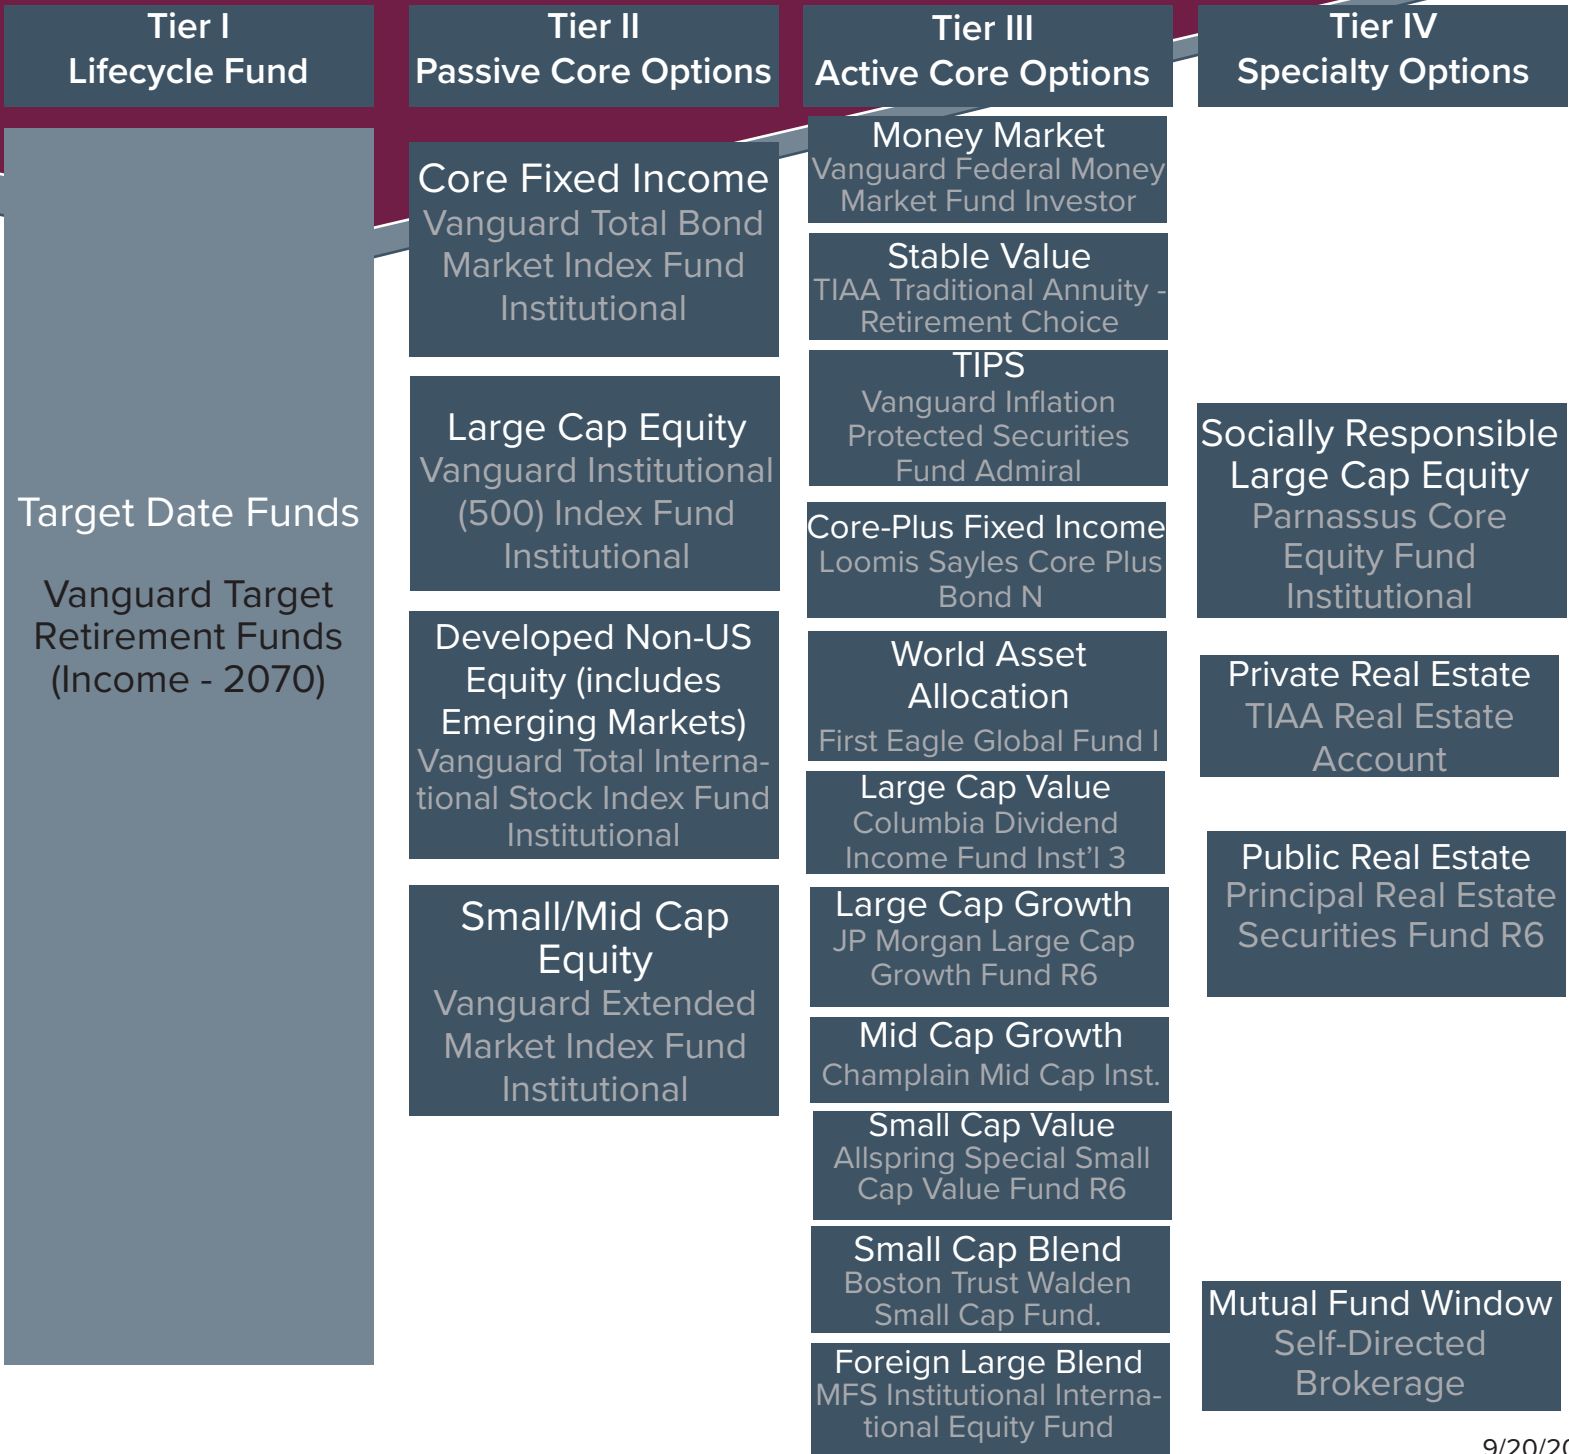 Tier I
Lifecycle Fund
Target Date Funds
Vanguard Target
Retirement Funds
(Income - 2070)
Tier II
Passive Core Options
Core Fixed Income
Vanguard Total Bond
Market Index Fund
Institutional
Large Cap Equity
Vanguard Institutional
(500) Index Fund
Institutional
Developed Non-US
Equity (includes
Emerging Markets)
Vanguard Total Interna-
tional Stock Index Fund
Institutional
Small/Mid Cap
Equity
Vanguard Extended
Market Index Fund
Institutional
Tier III
Active Core Options
Money Market
Vanguard Federal Money
Market Fund Investor
Stable Value
TIAA Traditional Annuity -
Retirement Choice
TIPS
Vanguard Inflation
Protected Securities
Fund Admiral
Core-Plus Fixed Income
Loomis Sayles Core Plus
Bond N
World Asset
Allocation
First Eagle Global Fund I
Large Cap Value
Columbia Dividend
Income Fund Inst’l 3
Large Cap Growth
JP Morgan Large Cap
Growth Fund R6
Mid Cap Growth
Champlain Mid Cap Inst.
Small Cap Value
Allspring Special Small
Cap Value Fund R6
Small Cap Blend
Boston Trust Walden
Small Cap Fund.
Foreign Large Blend
MFS Institutional Interna-
tional Equity Fund
Tier IV
Specialty Options
Socially Responsible
Large Cap Equity
Parnassus Core
Equity Fund
Institutional
Private Real Estate
TIAA Real Estate
Account
Public Real Estate
Principal Real Estate
Securities Fund R6
Mutual Fund Window
Self-Directed
Brokerage